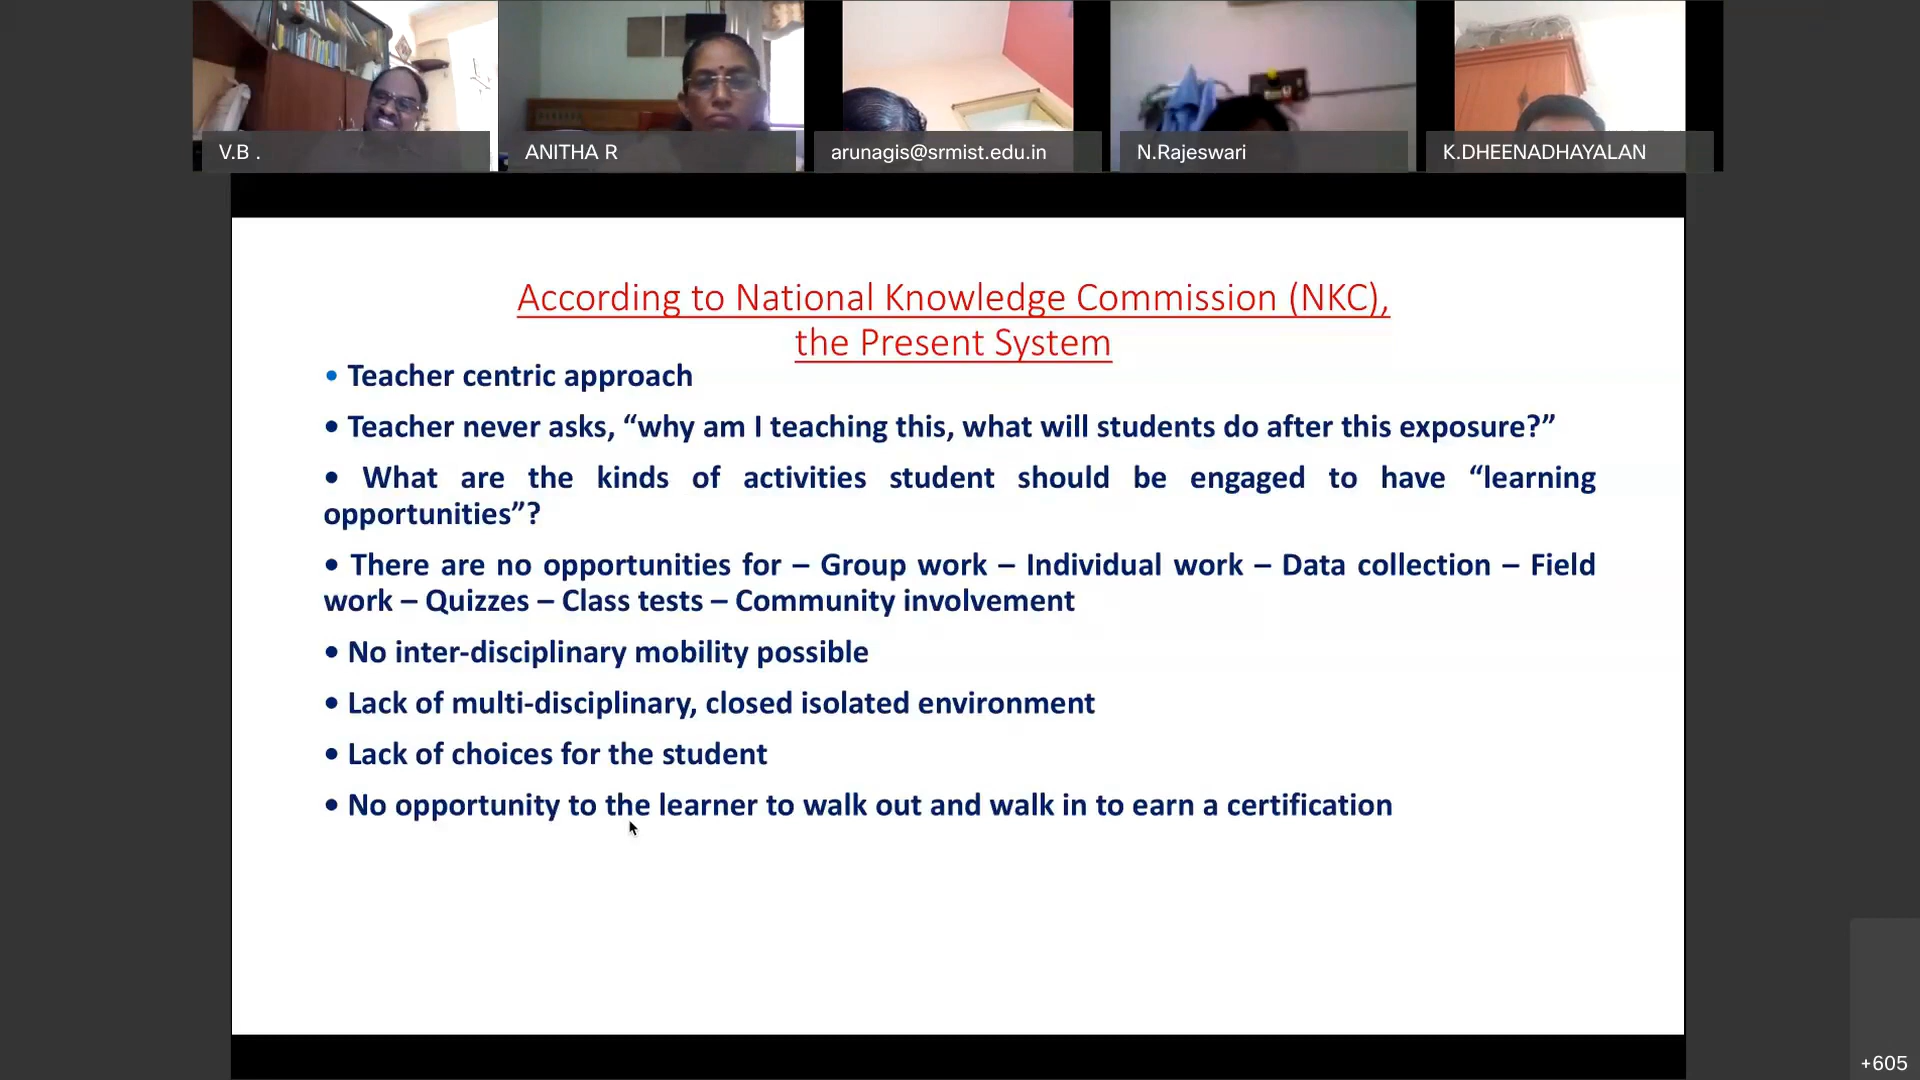 V.B .
ANITHA R
arunagis@srmist.edu.in
N.Rajeswari
K.DHEENADHAYALAN
According to National Knowledge Commission (NKC),
the Present System
• Teacher centric approach
• Teacher never asks, “why am I teaching this, what will students do after this exposure?”
• What are the kinds of activities student should be engaged to have “learning
opportunities”?
• There are no opportunities for – Group work – Individual work – Data collection – Field
work – Quizzes – Class tests – Community involvement
• No inter-disciplinary mobility possible
• Lack of multi-disciplinary, closed isolated environment
• Lack of choices for the student
• No opportunity to the learner to walk out and walk in to earn a certification
+605